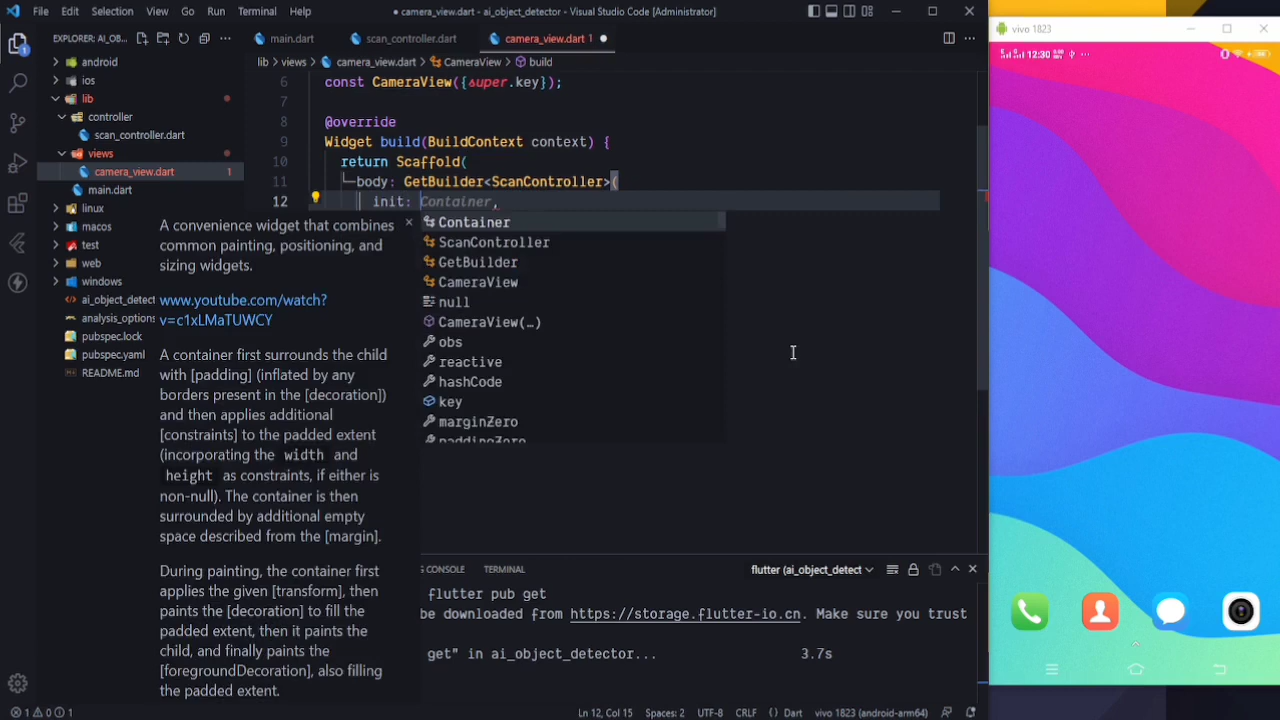 File Edit Selection View Go Run Terminal Help
● camera_view.dart - ai_object_detector - Visual Studio Code [Administrator]
vivo 1823
EXPLORER: AI_OB...
main.dart
scan_controller.dart
camera_view.dart 1
lib > views > camera_view.dart > CameraView > build
android
ios
lib
controller
scan_controller.dart
views
camera_view.dart 1
main.dart
linux
macos
test
web
windows
ai_object_detect
analysis_options
pubspec.lock
pubspec.yaml
README.md
6 const CameraView({super.key});
7
8 @override
9 Widget build(BuildContext context) {
10 return Scaffold(
11 body: GetBuilder<ScanController>(
12 init: Container,
Container
ScanController
GetBuilder
CameraView
null
CameraView(…)
obs
reactive
hashCode
key
marginZero
paddingZero
A convenience widget that combines
common painting, positioning, and
sizing widgets.
www.youtube.com/watch?
v=c1xLMaTUWCY
A container first surrounds the child
with [padding] (inflated by any
borders present in the [decoration])
and then applies additional
[constraints] to the padded extent
(incorporating the width and
height as constraints, if either is
non-null). The container is then
surrounded by additional empty
space described from the [margin].
During painting, the container first
applies the given [transform], then
paints the [decoration] to fill the
padded extent, then it paints the
child, and finally paints the
[foregroundDecoration], also filling
the padded extent.
CONSOLE TERMINAL
flutter (ai_object_detect
flutter pub get
be downloaded from https://storage.flutter-io.cn. Make sure you trust
get" in ai_object_detector... 3.7s
1 0 1
Ln 12, Col 15 Spaces: 2 UTF-8 CRLF {} Dart vivo 1823 (android-arm64)
12:30